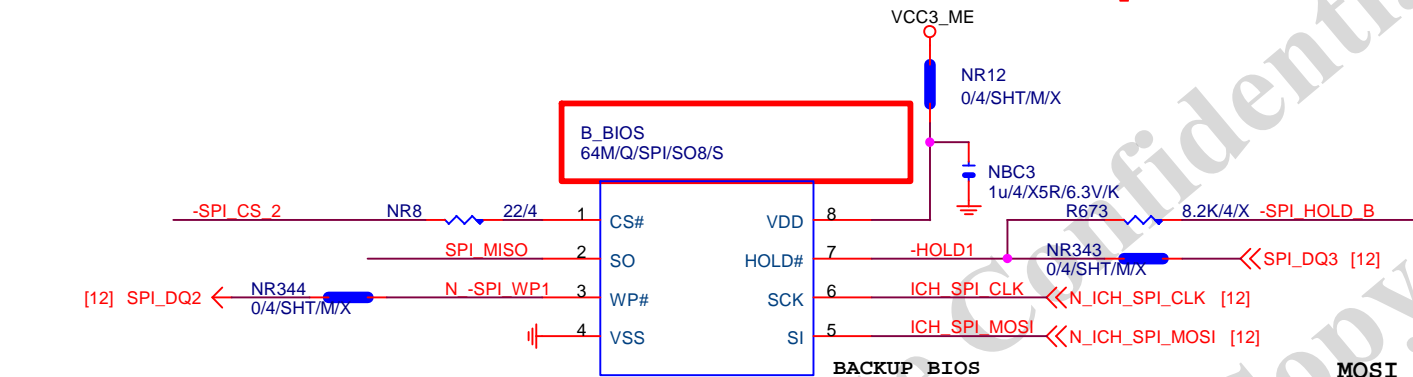 VCC3_ME
NR12
0/4/SHT/M/X
B_BIOS
64M/Q/SPI/SO8/S
NBC3
1u/4/X5R/6.3V/K
-SPI_CS_2 NR8 22/4 1 CS# VDD 8 R673 8.2K/4/X -SPI_HOLD_B
SPI_MISO 2 SO HOLD# 7 -HOLD1 NR343 SPI_DQ3 [12]
0/4/SHT/M/X
[12] SPI_DQ2 NR344 N_-SPI_WP1 3 WP# SCK 6 ICH_SPI_CLK N_ICH_SPI_CLK [12]
0/4/SHT/M/X
4 VSS SI 5 ICH_SPI_MOSI N_ICH_SPI_MOSI [12]
BACKUP BIOS MOSI
Confidential
Copy